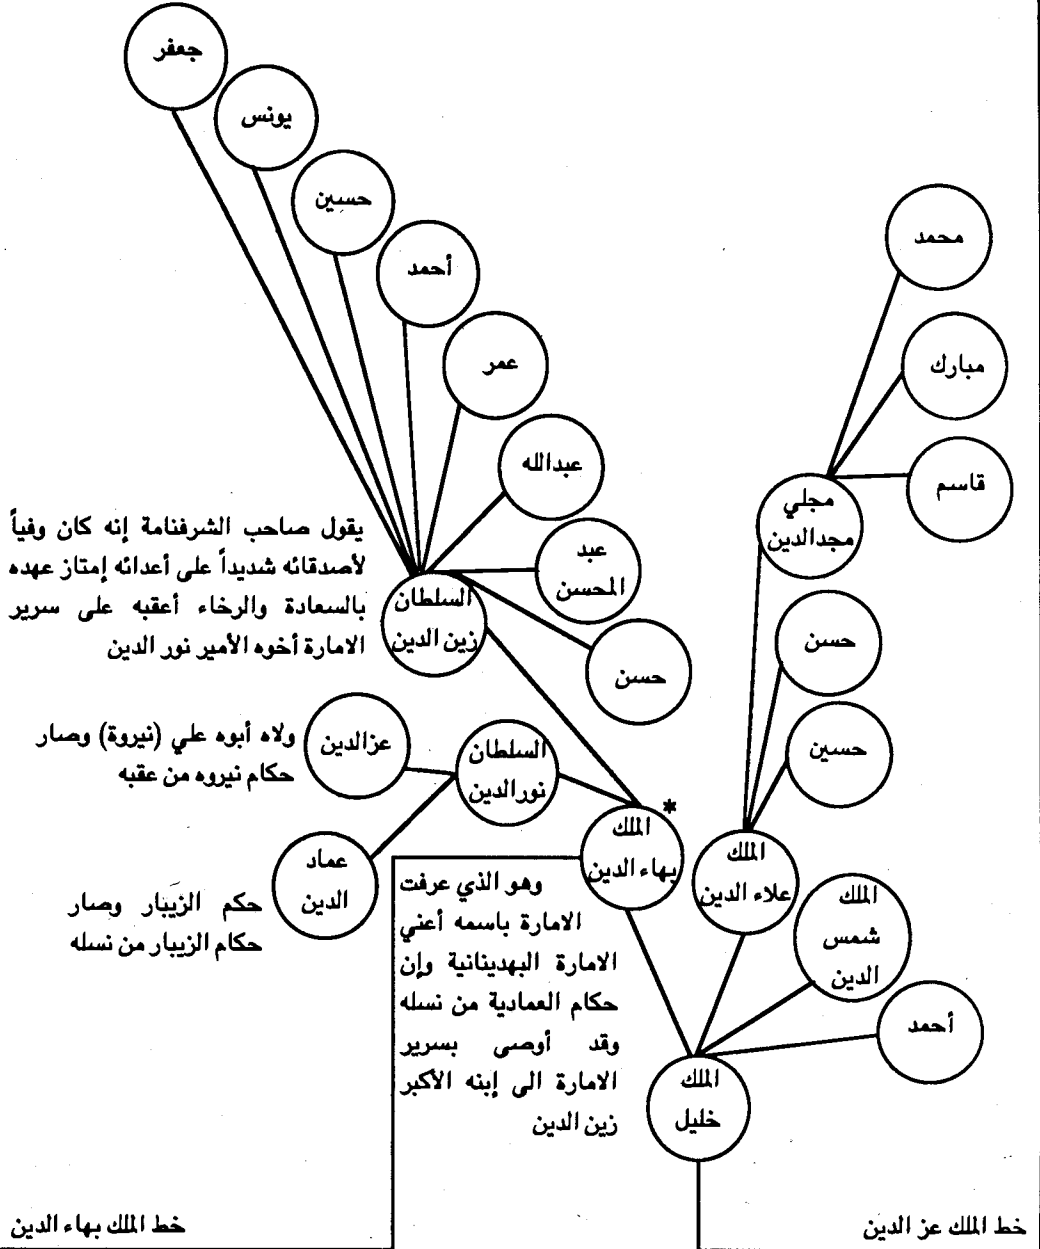 جعفر
يونس
حسين
أحمد
عمر
عبدالله
عبد
المحسن
حسن
محمد
مبارك
قاسم
مجلي
مجدالدين
حسن
حسين
السلطان
زين الدين
يقول صاحب الشرفنامة إنه كان وفياً
لأصدقائه شديداً على أعدائه إمتاز عهده
بالسعادة والرخاء أعقبه على سرير
الامارة أخوه الأمير نور الدين
السلطان
نورالدين
عزالدين
ولاه أبوه علي (نيروة) وصار
حكام نيروه من عقبه
عماد
الدين
حكم الزيبار وصار
حكام الزيبار من نسله
*
الملك
بهاء الدين
وهو الذي عرفت
الامارة باسمه أعني
الامارة البهدينانية وإن
حكام العمادية من نسله
وقد أوصى بسرير
الامارة الى إبنه الأكبر
زين الدين
الملك
علاء الدين
الملك
شمس
الدين
أحمد
الملك
خليل
خط الملك عز الدين
خط الملك بهاء الدين